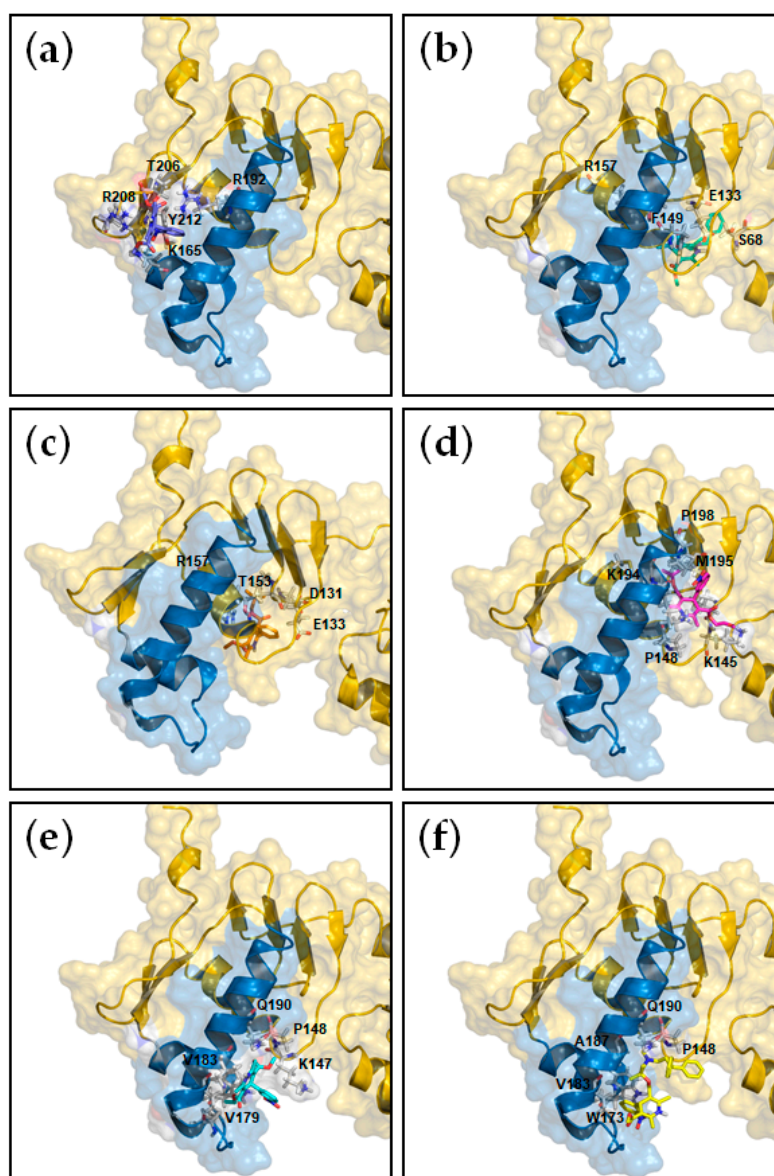 (a)
T206
R208
R192
Y212
K165
(b)
R157
E133
F149
S68
(c)
R157
T153
D131
E133
(d)
P198
K194
M195
P148
K145
(e)
Q190
P148
V183
K147
V179
(f)
Q190
A187
P148
V183
W173